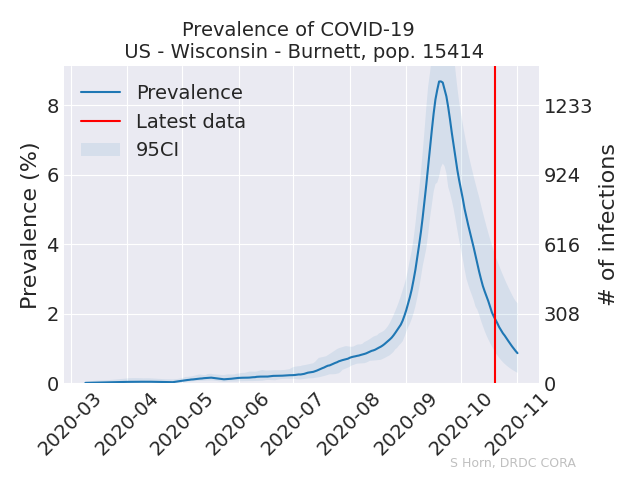 Prevalence of COVID-19
US - Wisconsin - Burnett, pop. 15414
Prevalence
Latest data
95CI
Prevalence (%)
8
6
4
2
0
1233
924
616
308
0
# of infections
2020-03
2020-04
2020-05
2020-06
2020-07
2020-08
2020-09
2020-10
2020-11
S Horn, DRDC CORA